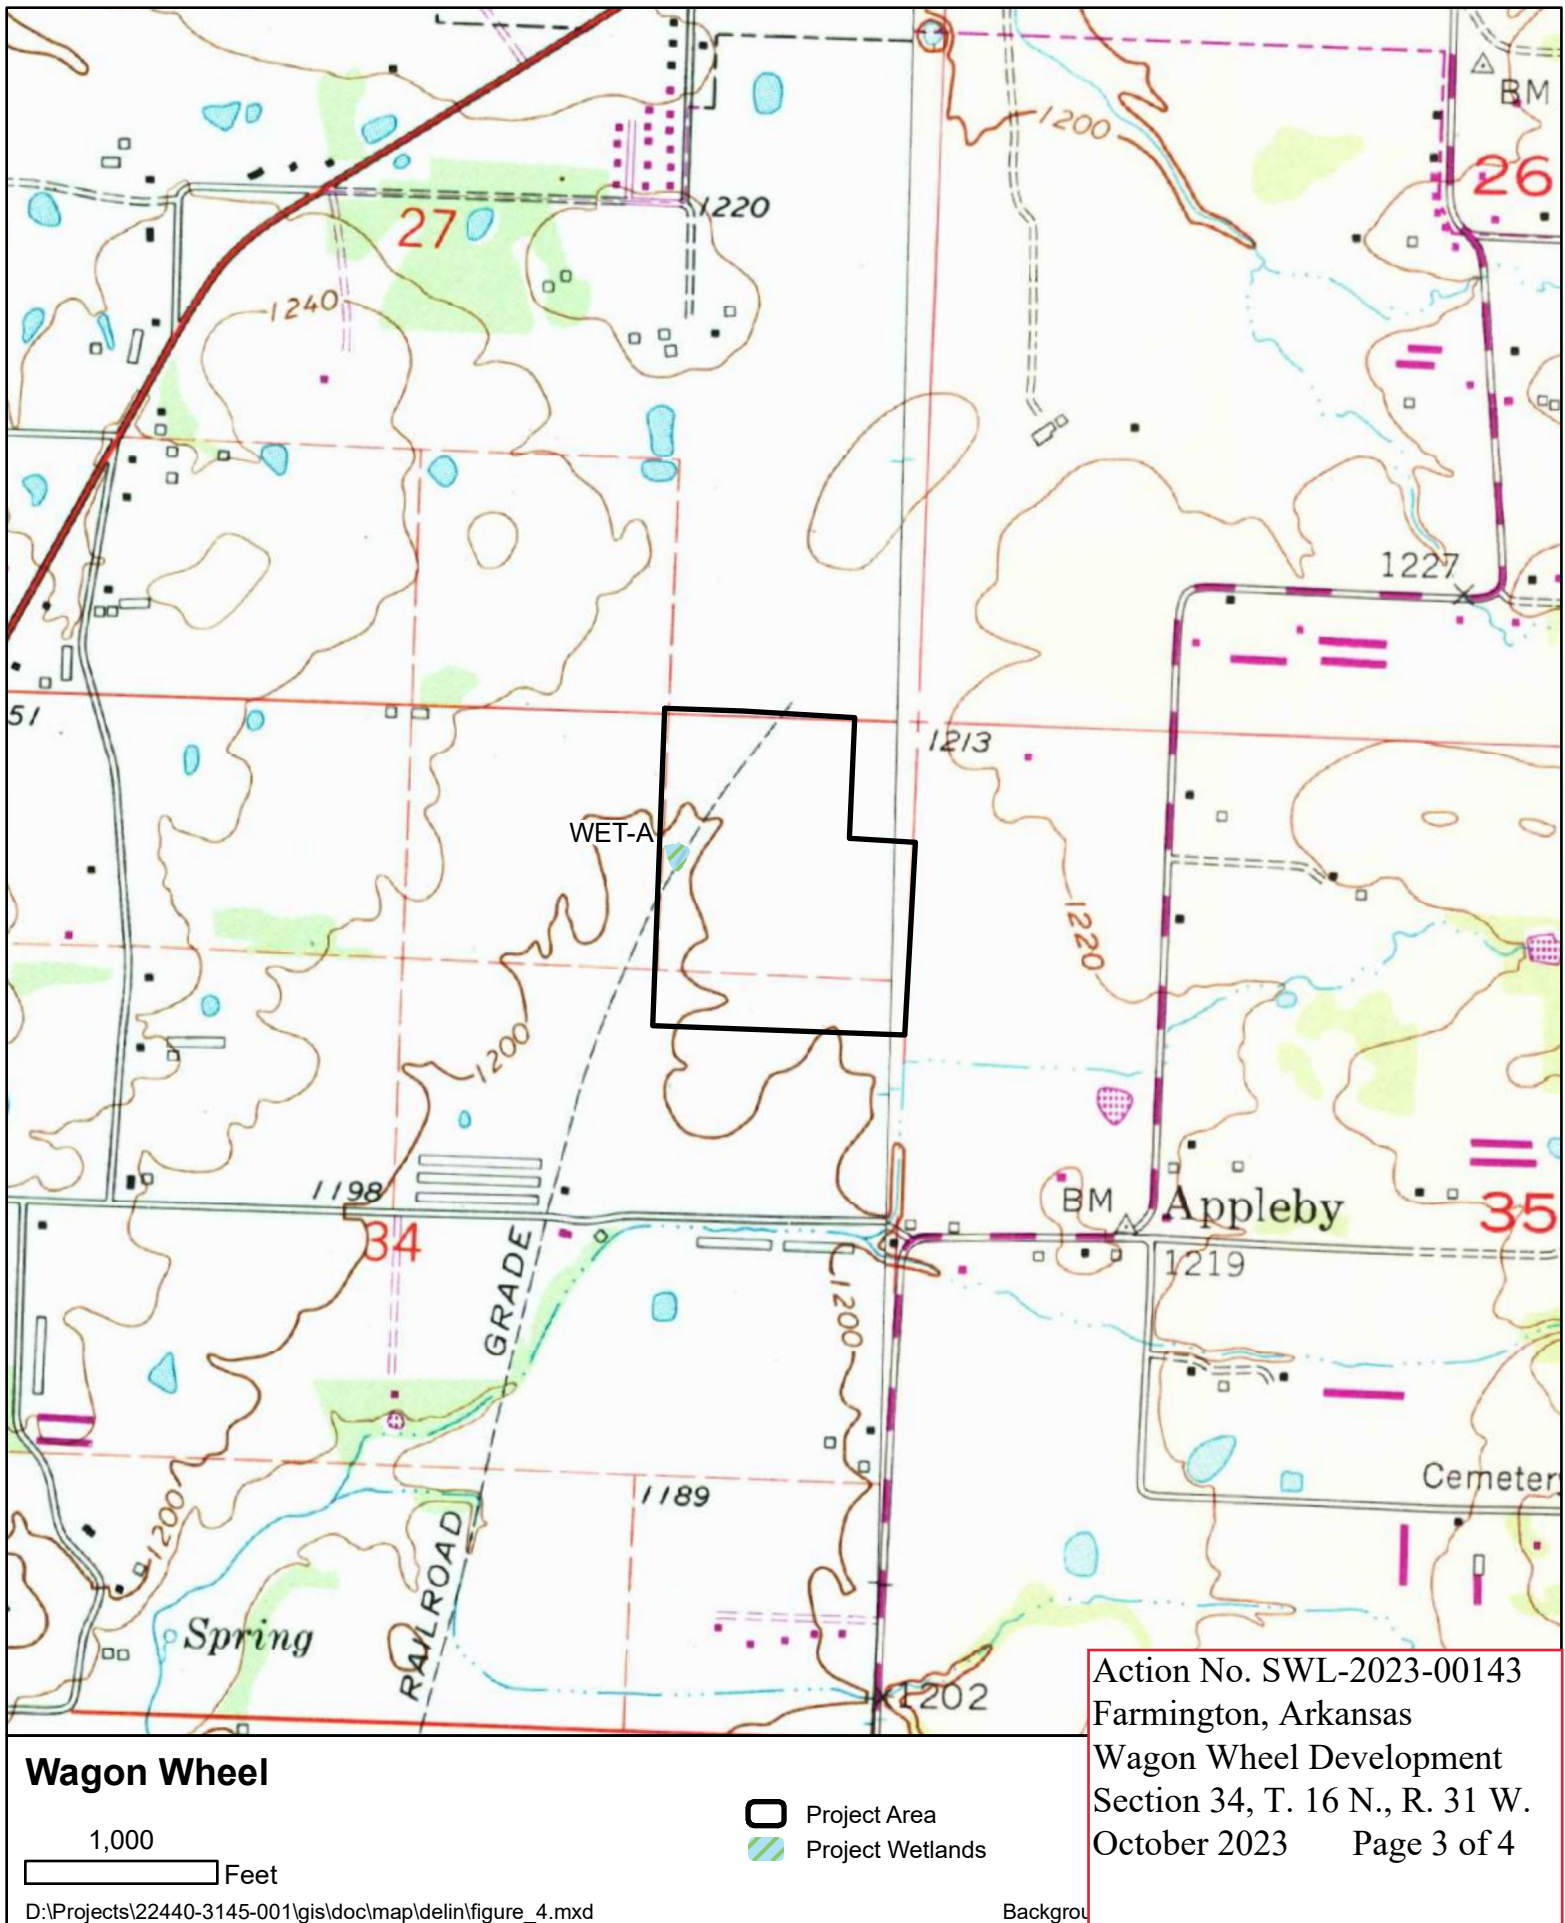 BM
1200
26
1220
27
1240
1227
51
1213
WET-A
1220
1200
1198
BM
Appleby
35
34
1219
GRADE
1200
1189
Cemeter
1200
RAILROAD
Spring
1202
Action No. SWL-2023-00143
Farmington, Arkansas
Wagon Wheel Development
Section 34, T. 16 N., R. 31 W.
October 2023 Page 3 of 4
Wagon Wheel
1,000
Feet
Project Area
Project Wetlands
D:\Projects\22440-3145-001\gis\doc\map\delin\figure_4.mxd
Backgrou